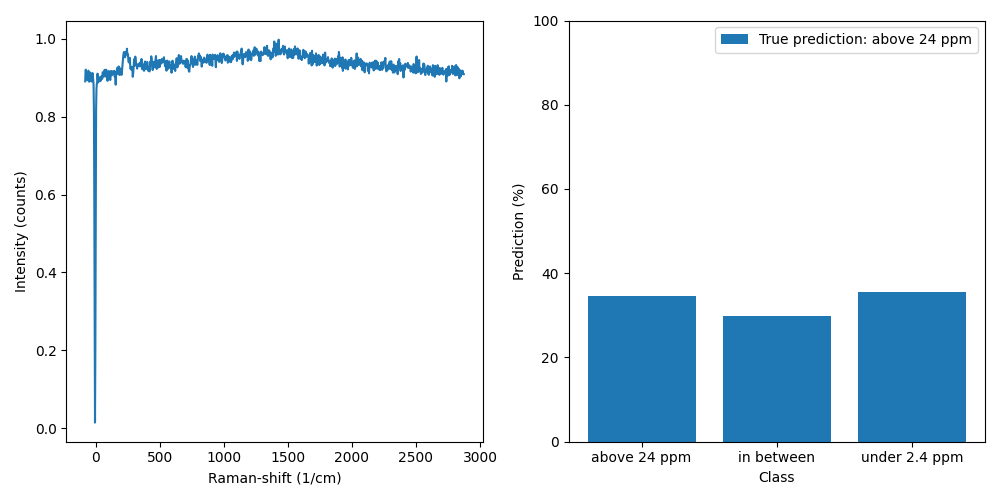 1.0
0.8
0.6
0.4
0.2
0.0
Intensity (counts)
0 500 1000 1500 2000 2500 3000
Raman-shift (1/cm)
100
80
60
40
20
0
Prediction (%)
True prediction: above 24 ppm
above 24 ppm in between under 2.4 ppm
Class